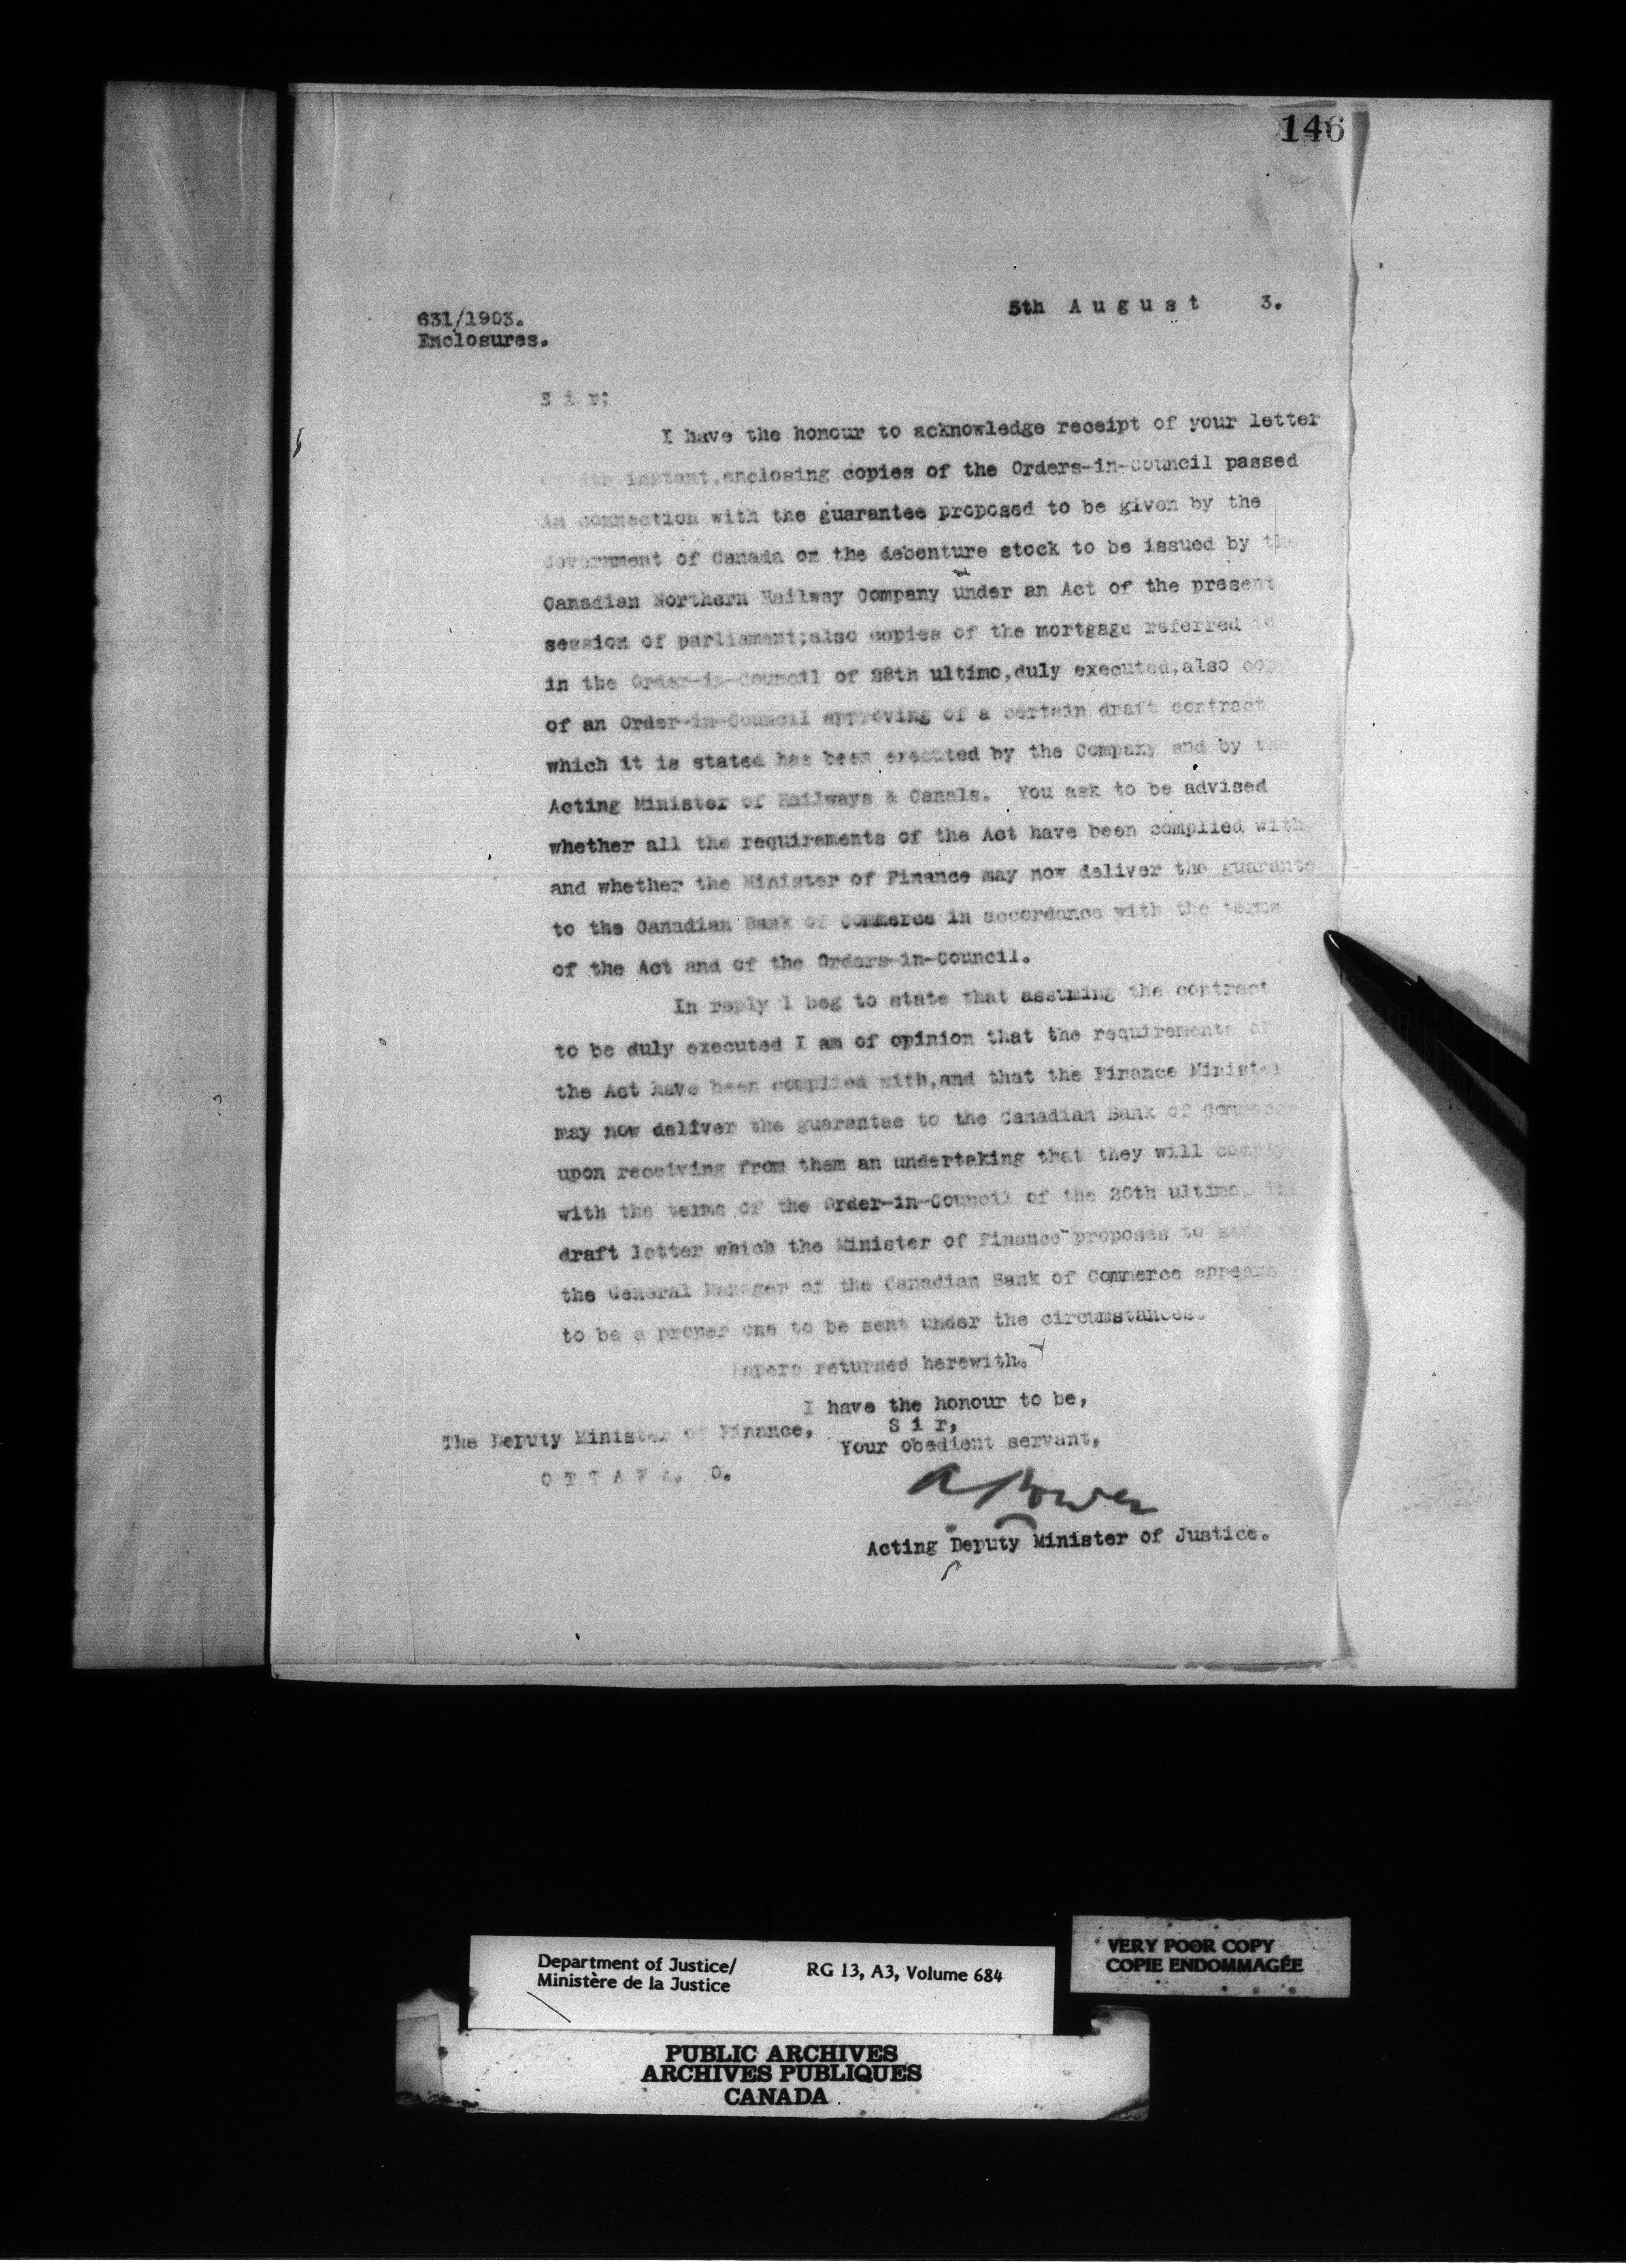 146
631/1903.
Enclosures.
5th August 3.
Sir:
I have the honour to acknowledge receipt of your letter
instant, enclosing copies of the Orders-in-Council passed
in connection with the guarantee proposed to be given by the
Government of Canada on the debenture stock to be issued by the
Canadian Northern Railway Company under an Act of the present
session of parliament;also copies of the mortgage referred to
in the Order-in-Council of 28th ultimo,duly executed;also
of an Order-in-Council approving of a certain draft contract
which it is stated has been executed by the Company and by the
Acting Minister of Railways & Canals. You ask to be advised
whether all the requirements of the Act have been complied with
and whether the Minister of Finance may now deliver the guarante
to the Canadian Bank of Commerce in accordance with the terms
of the Act and of the Orders-in-Council.
In reply I beg to state that assuming the contract
to be duly executed I am of opinion that the requirements of
the Act have been complied with,and that the Finance Minister
may now deliver the guarantee to the Canadian Bank of Commerce
upon receiving from them an undertaking that they will comply
with the terms of the Order-in-Council of the 20th ultimo. The
draft letter which the Minister of Finance proposes to
the General Manager of the Canadian Bank of Commerce appears
to be a proper one to be sent under the circumstances.
Papers returned herewith.
I have the honour to be,
Sir,
Your obedient servant,
The Deputy Minister of Finance,
OTTAWA. O.
A Power
Acting Deputy Minister of Justice.
Department of Justice/
Ministère de la Justice
RG 13, A3, Volume 684
VERY POOR COPY
COPIE ENDOMMAGÉE
PUBLIC ARCHIVES
ARCHIVES PUBLIQUES
CANADA